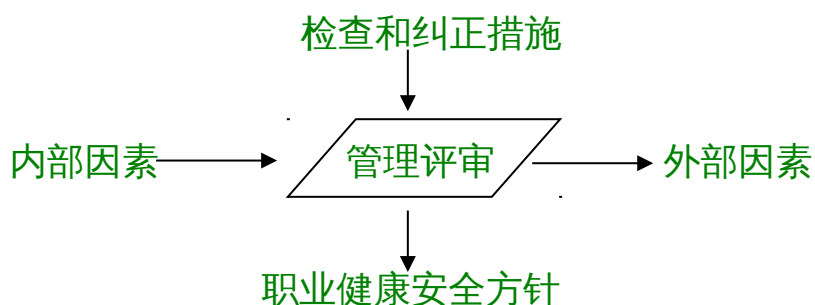 检查和纠正措施
内部因素
管理评审
外部因素
职业健康安全方针